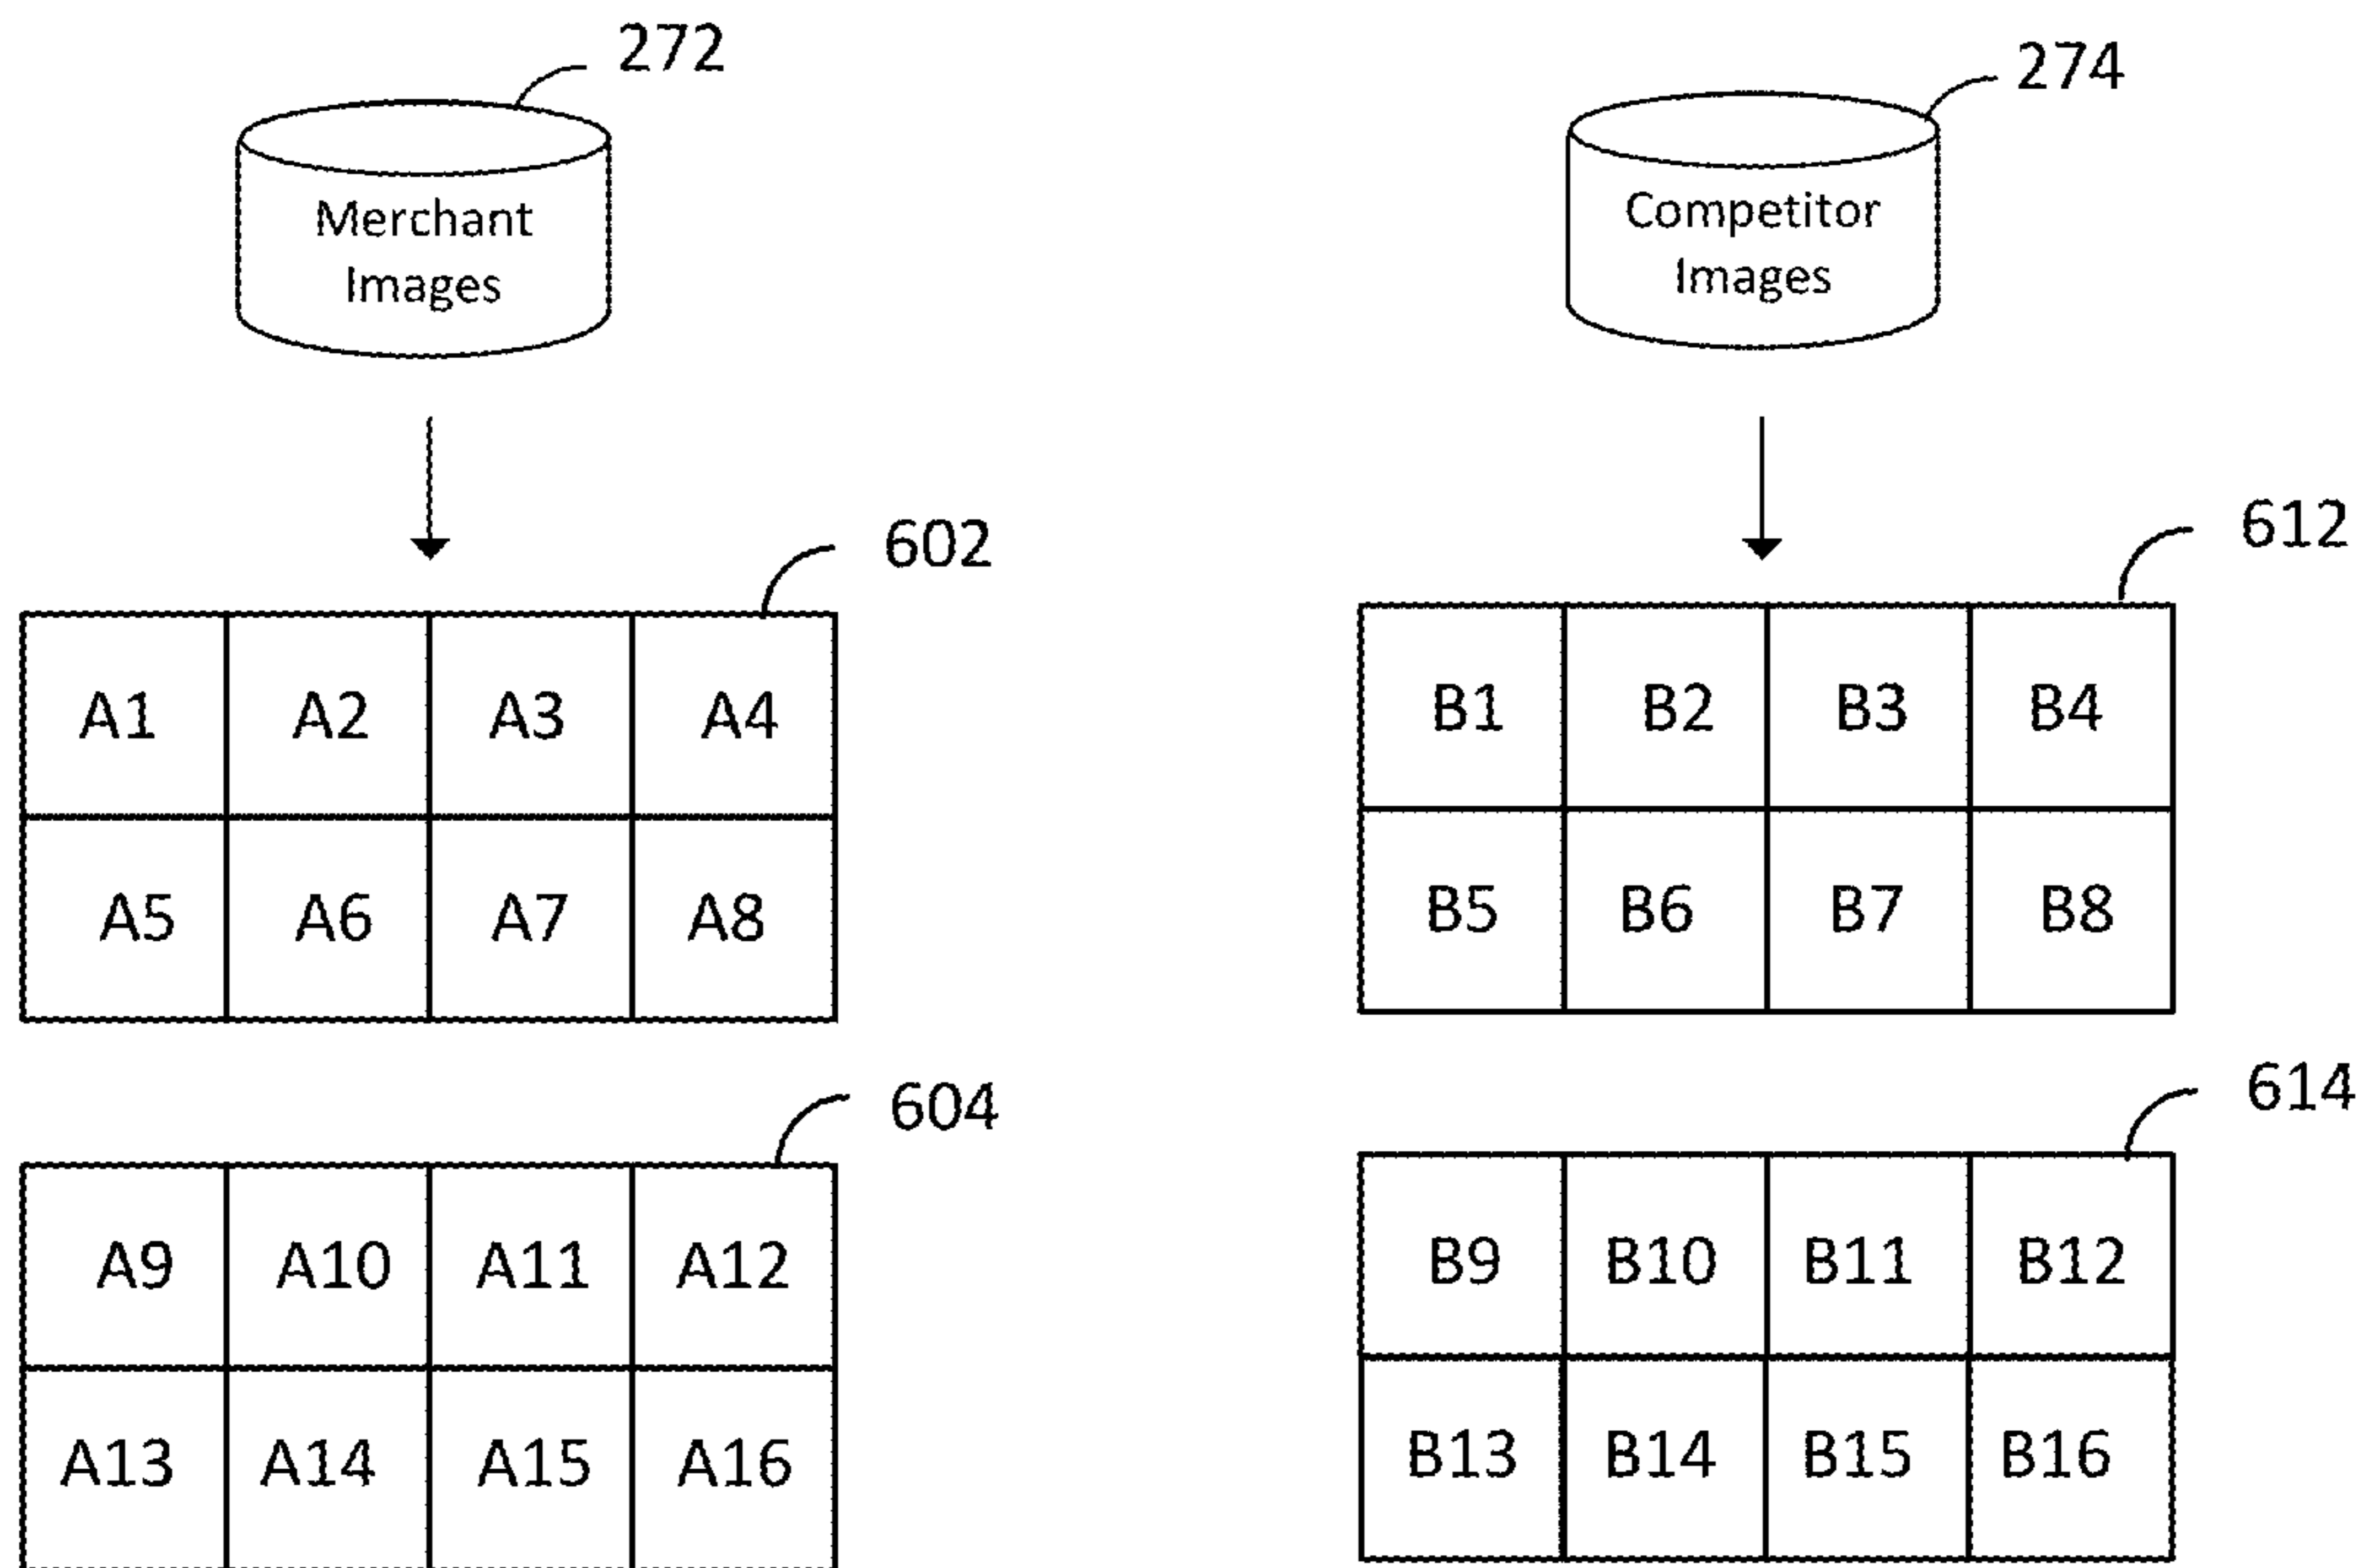 272
Merchant
Images
602
A1 A2 A3 A4
A5 A6 A7 A8
604
A9 A10 A11 A12
A13 A14 A15 A16
274
Competitor
Images
612
B1 B2 B3 B4
B5 B6 B7 B8
614
B9 B10 B11 B12
B13 B14 B15 B16